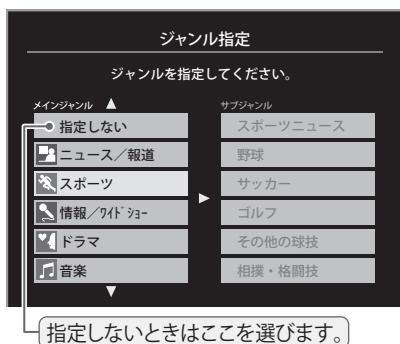 ジャンル指定
ジャンルを指定してください。
メインジャンル ▲
サブジャンル
指定しない
ニュース／報道
スポーツ
情報／ﾜｲﾄﾞｼｮｰ
ドラマ
音楽
▼
▶
スポーツニュース
野球
サッカー
ゴルフ
その他の球技
相撲・格闘技
指定しないときはここを選びます。